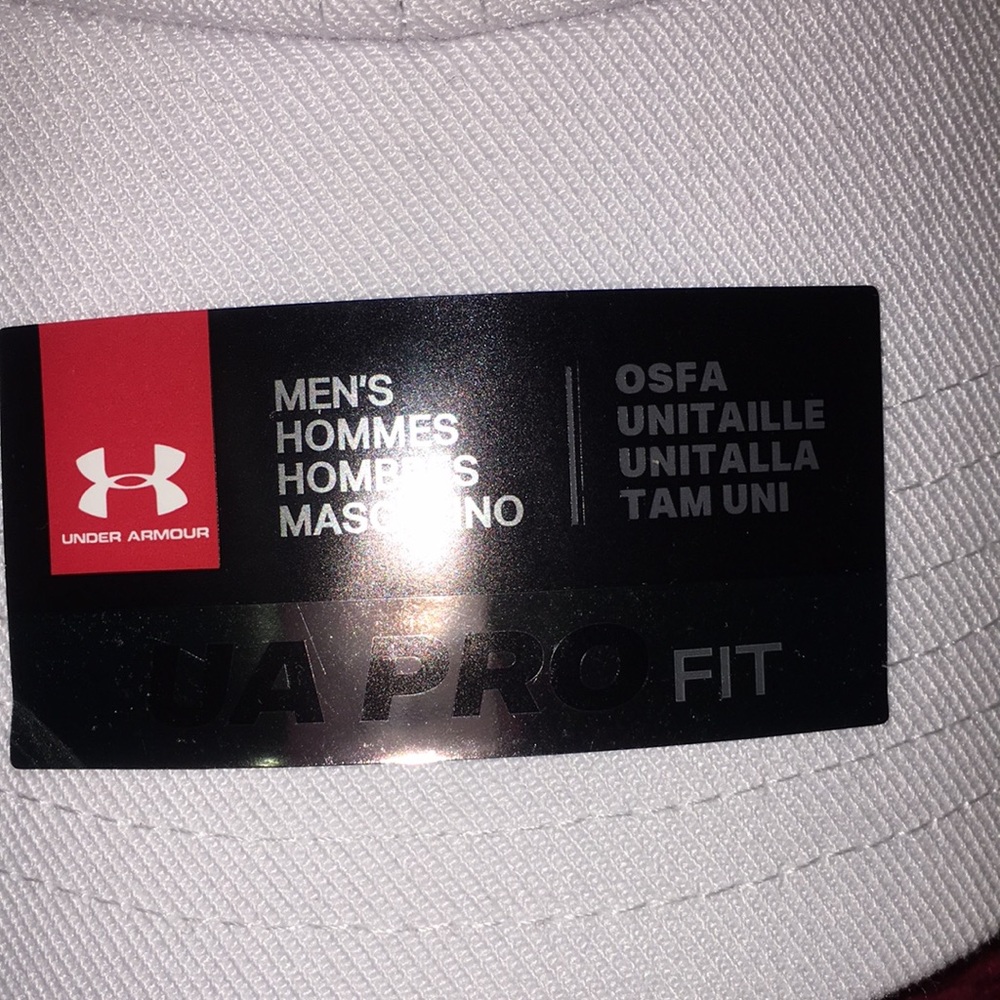 UNDER ARMOUR
MEN'S
HOMMES
HOMBRES
MASCULINO
OSFA
UNITAILLE
UNITALLA
TAM UNI
UA PRO FIT